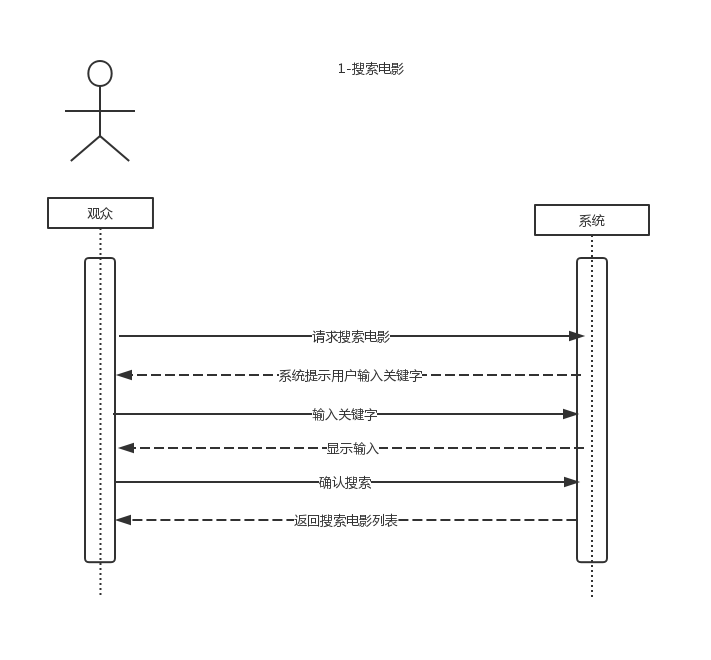 1-搜索电影
观众
系统
请求搜索电影
系统提示用户输入关键字
输入关键字
显示输入
确认搜索
返回搜索电影列表